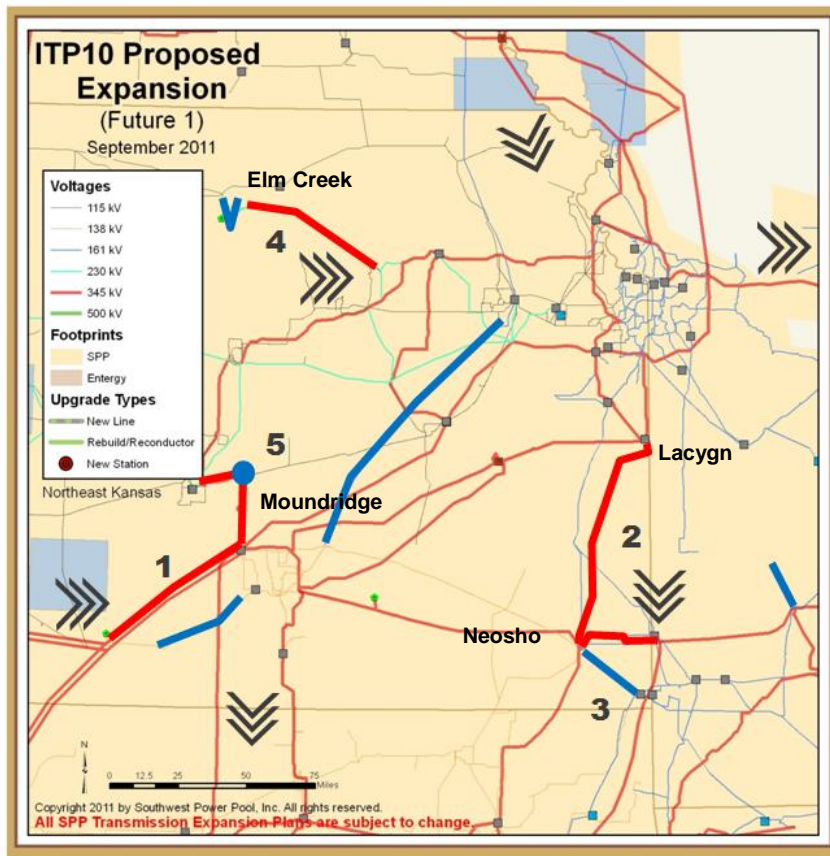 ITP10 Proposed
Expansion
(Future 1)
September 2011
Voltages
115 kV
138 kV
161 kV
230 kV
345 kV
500 kV
Footprints
SPP
Entergy
Upgrade Types
New Line
Rebuild/Reconductor
New Station
Northeast Kansas
Elm Creek
4
5
Moundridge
Lacygn
1
2
Neosho
3
N
0 12.5 25 50 75
Miles
Copyright 2011 by Southwest Power Pool, Inc. All rights reserved.
All SPP Transmission Expansion Plans are subject to change.